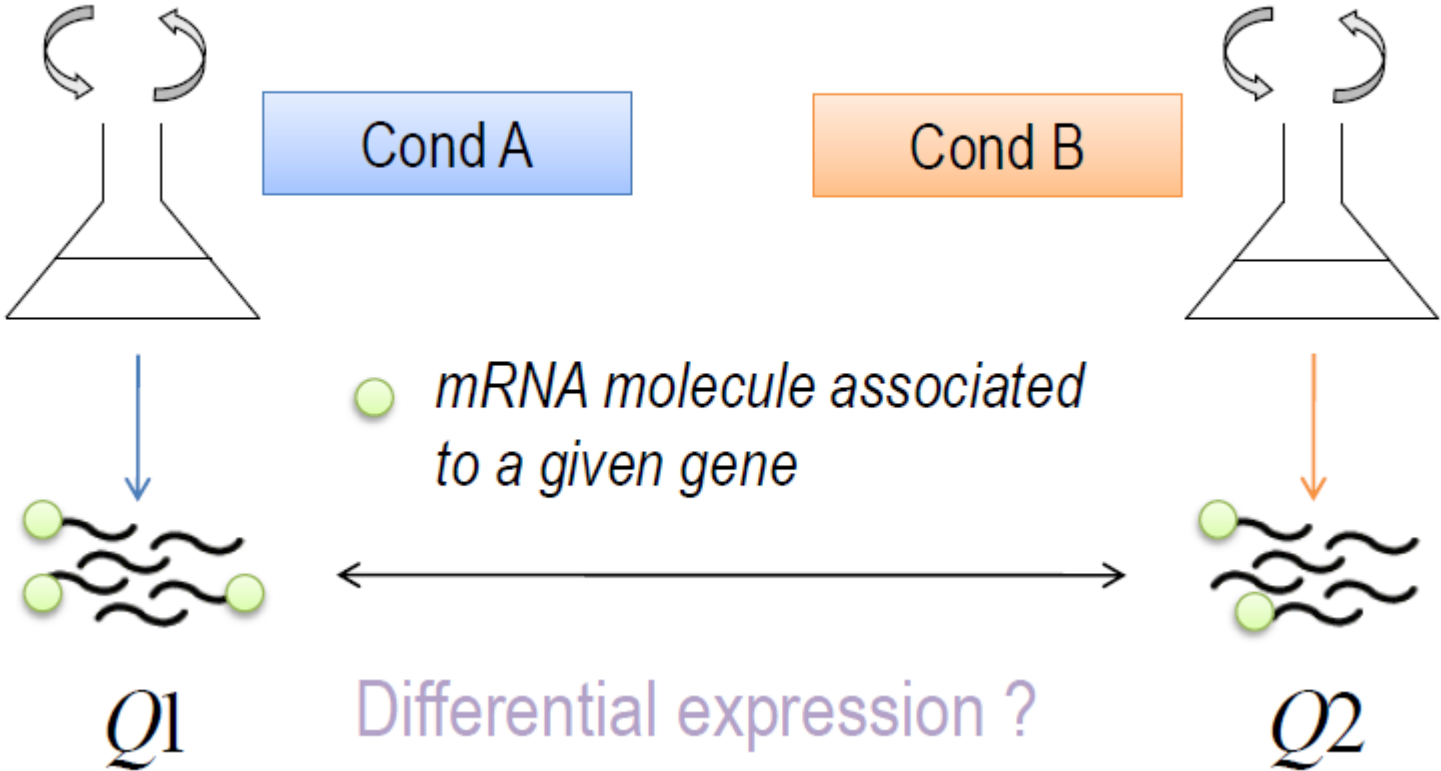 Cond A
Cond B
mRNA molecule associated
to a given gene
Differential expression ?
Q1
Q2